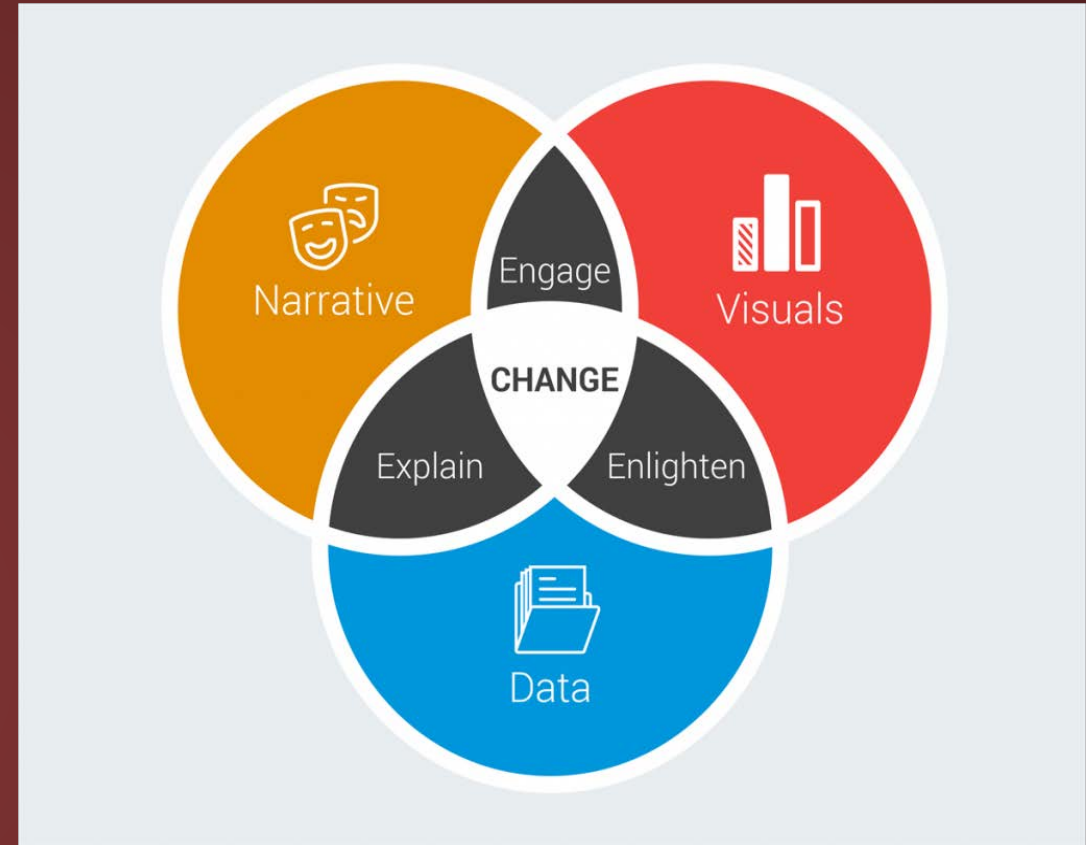 Engage
Narrative
Visuals
CHANGE
Explain
Enlighten
Data